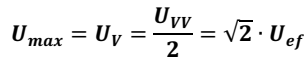 U_max = U_V = U_VV / 2 = √2 · U_ef